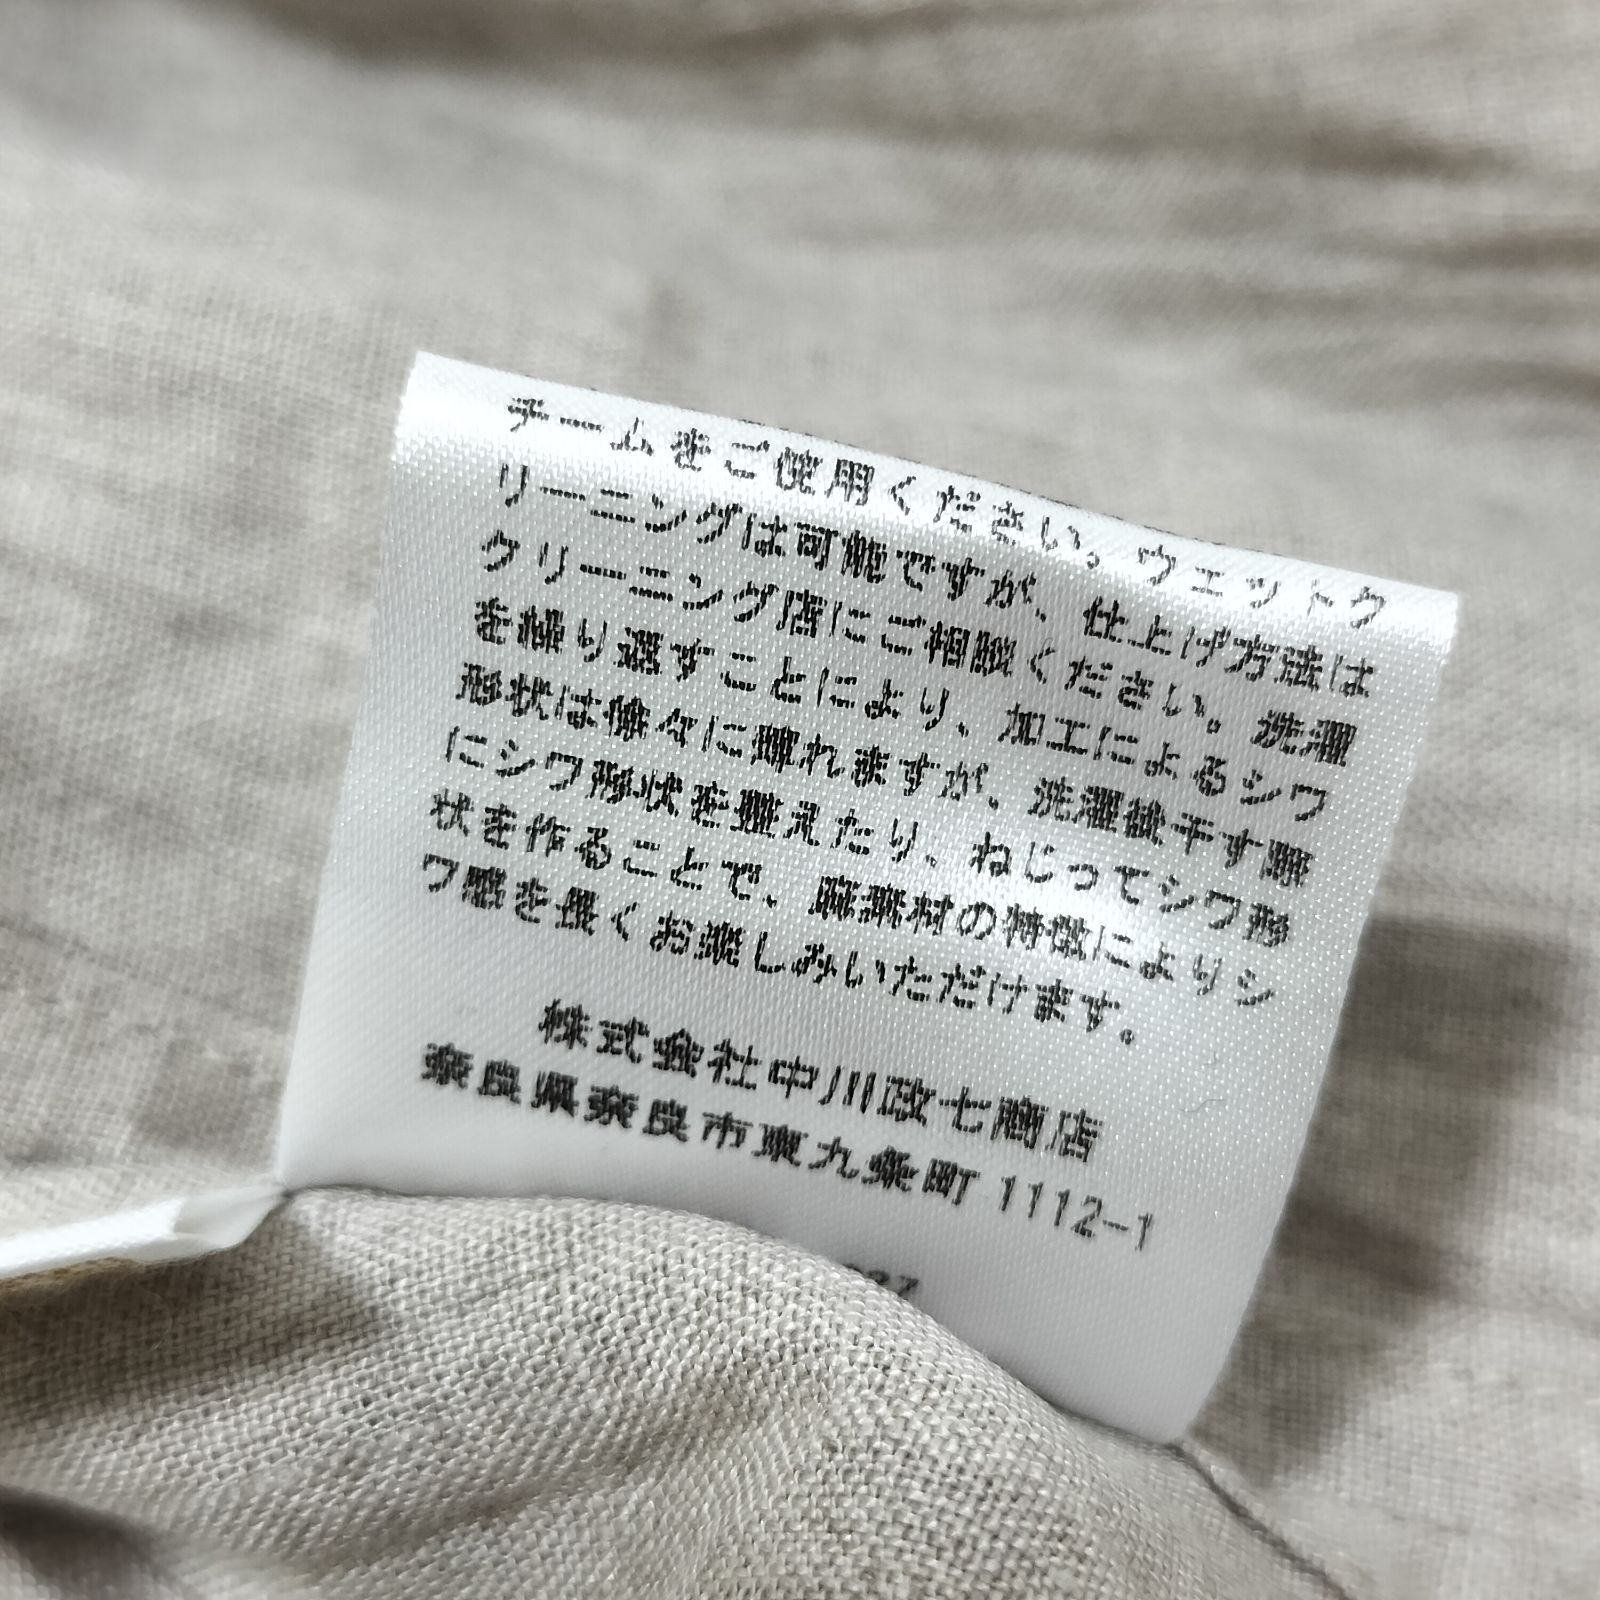 チームをご使用ください。ウェットク
リーニングは可能ですが、仕上げ方法は
クリーニング店にご相談ください。洗濯
を繰り返すことにより、加工によるシワ
形状は徐々に取れますが、洗濯後干す際
にシワ形状を整えたり、ねじってシワ形
状を作ることで、麻素材の特徴によりシ
ワ感を長くお楽しみいただけます。
株式会社中川政七商店
奈良県奈良市東九条町 1112-1